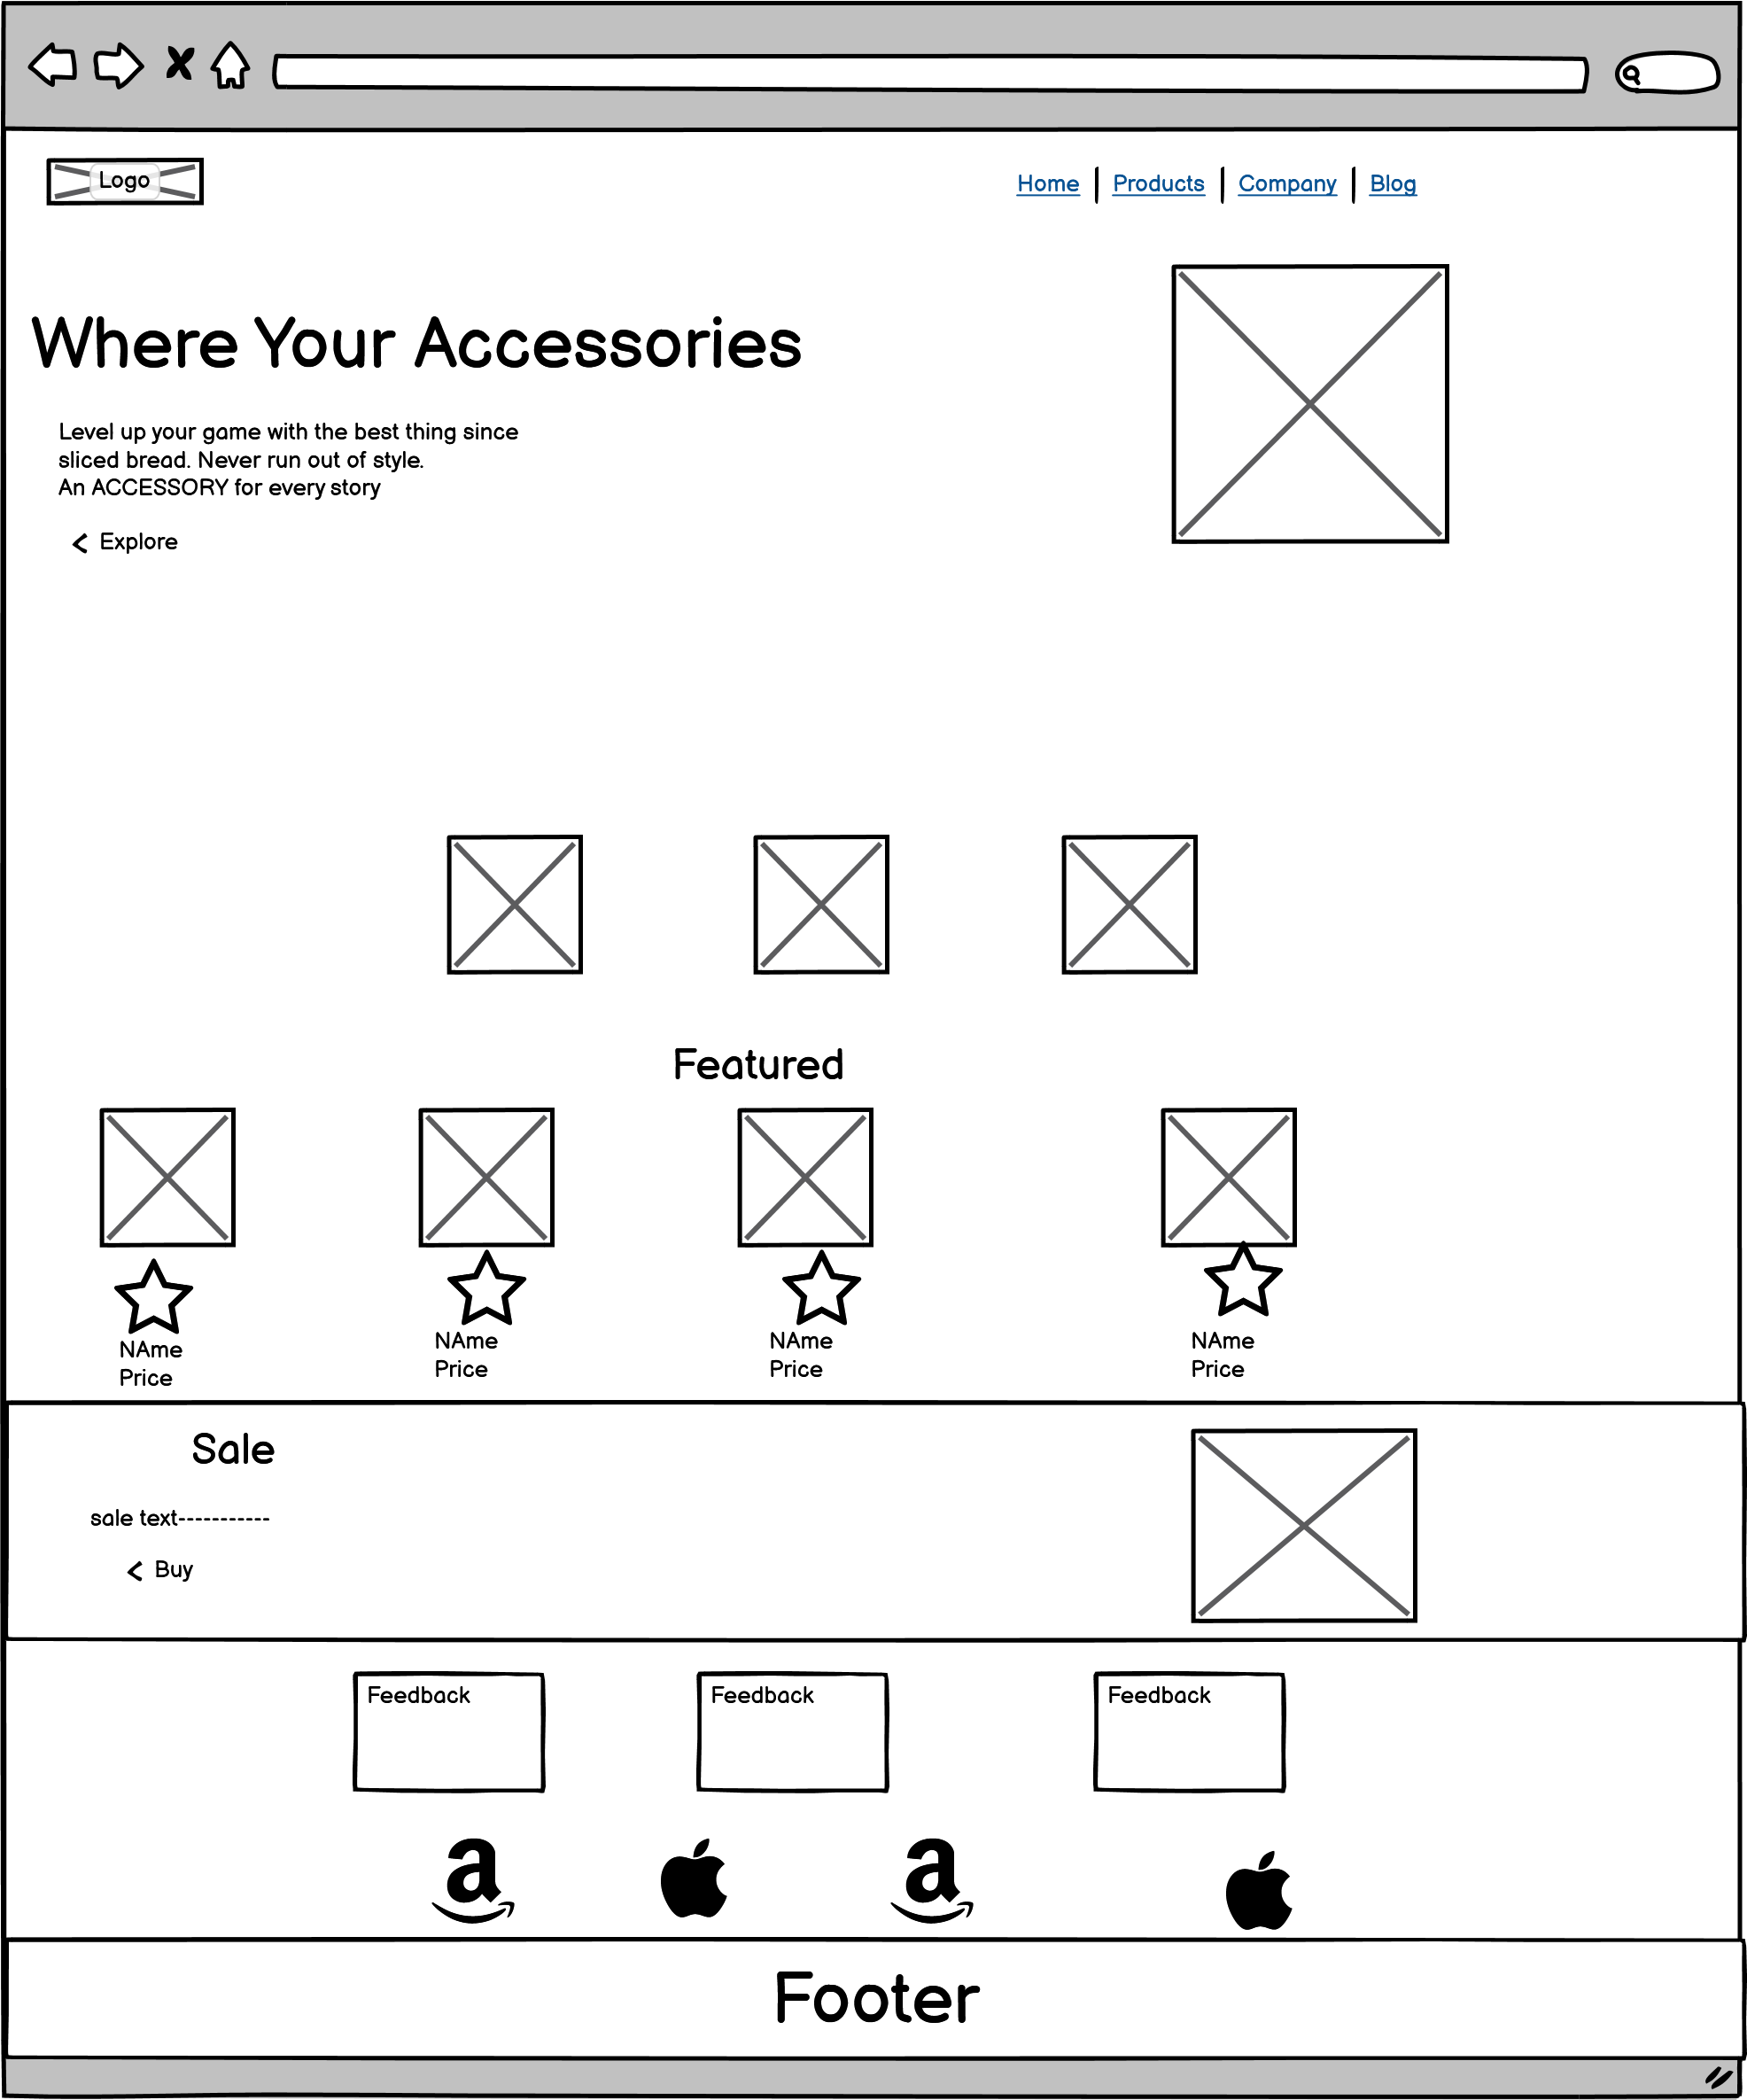 Logo
Home Products Company Blog
Where Your Accessories
Level up your game with the best thing since
sliced bread. Never run out of style.
An ACCESSORY for every story
Explore
Featured
NAme
Price
NAme
Price
NAme
Price
NAme
Price
Sale
sale text-----------
Buy
Feedback
Feedback
Feedback
Footer